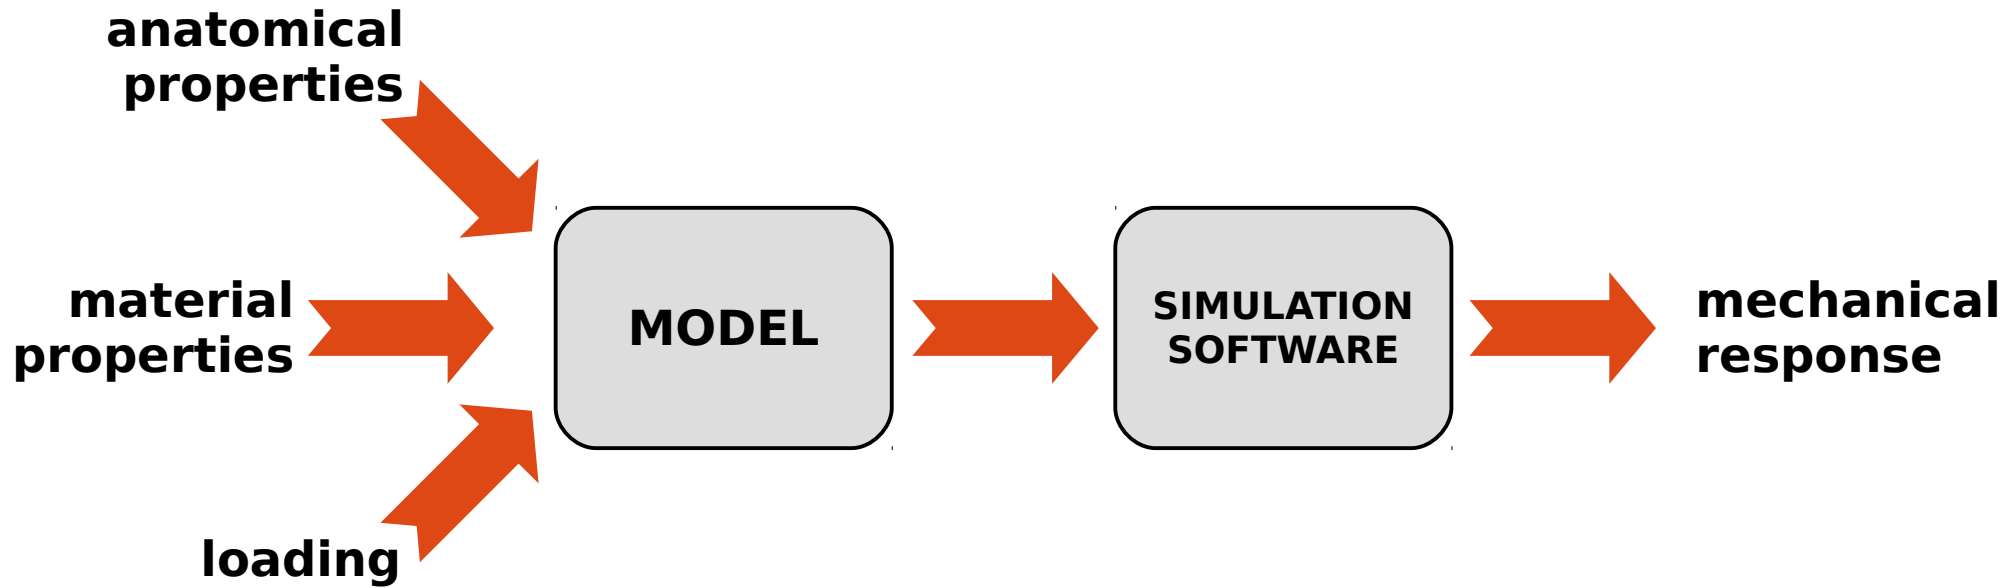 anatomical
properties
material
properties
loading
MODEL
SIMULATION
SOFTWARE
mechanical
response